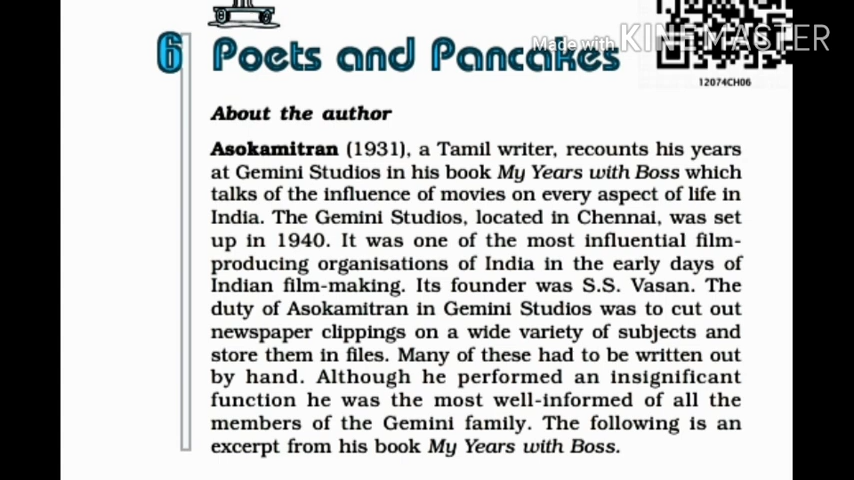 Made with KINEMASTER
6 Poets and Pancakes
12074CH06
About the author
Asokamitran (1931), a Tamil writer, recounts his years
at Gemini Studios in his book My Years with Boss which
talks of the influence of movies on every aspect of life in
India. The Gemini Studios, located in Chennai, was set
up in 1940. It was one of the most influential film-
producing organisations of India in the early days of
Indian film-making. Its founder was S.S. Vasan. The
duty of Asokamitran in Gemini Studios was to cut out
newspaper clippings on a wide variety of subjects and
store them in files. Many of these had to be written out
by hand. Although he performed an insignificant
function he was the most well-informed of all the
members of the Gemini family. The following is an
excerpt from his book My Years with Boss.